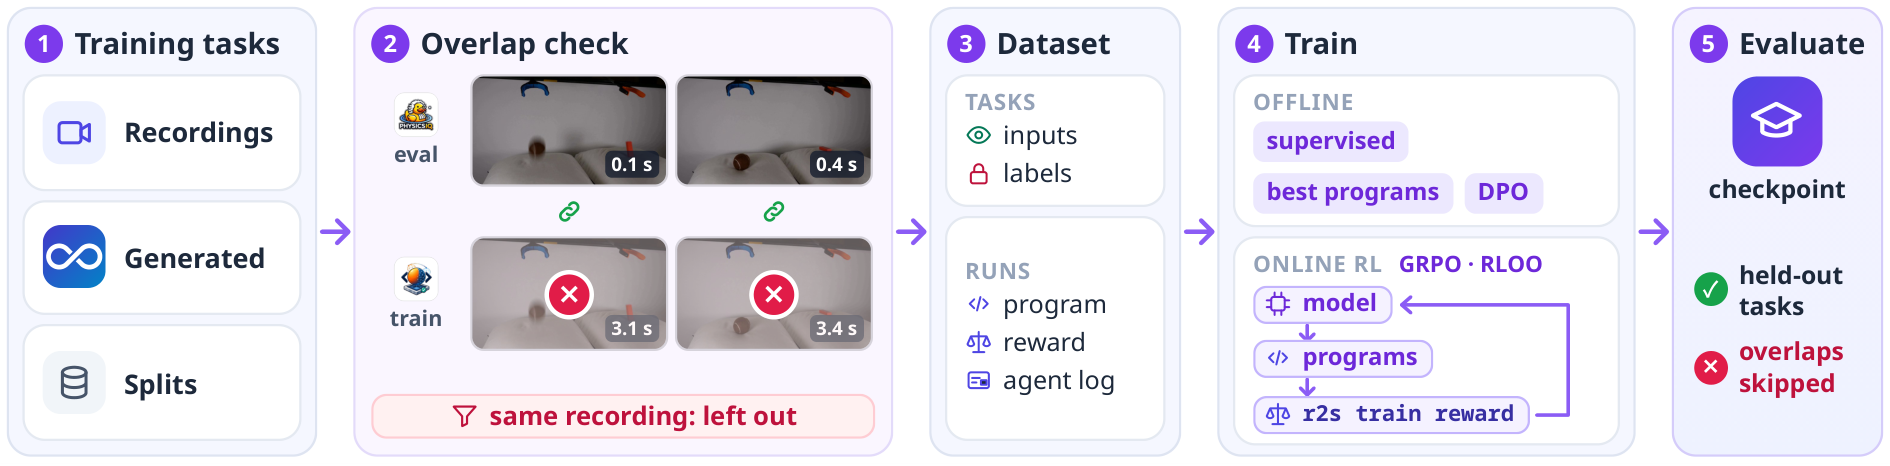 1 Training tasks
Recordings
Generated
Splits
2 Overlap check
PHYSICS IQ
eval
0.1 s
0.4 s
train
3.1 s
3.4 s
same recording: left out
3 Dataset
TASKS
inputs
labels
RUNS
program
reward
agent log
4 Train
OFFLINE
supervised
best programs DPO
ONLINE RL GRPO · RLOO
model
programs
r2s train reward
5 Evaluate
checkpoint
held-out
tasks
overlaps
skipped